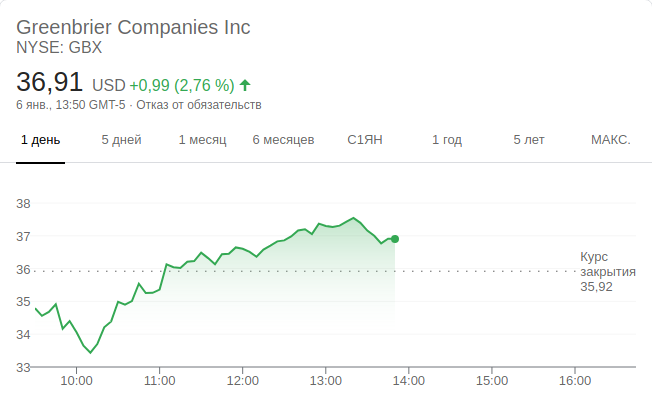 Greenbrier Companies Inc
NYSE: GBX
36,91 USD +0,99 (2,76 %)
6 янв., 13:50 GMT-5 · Отказ от обязательств
1 день 5 дней 1 месяц 6 месяцев С1ЯН 1 год 5 лет МАКС.
38
37
36
35
34
33
Курс
закрытия
35,92
10:00 11:00 12:00 13:00 14:00 15:00 16:00